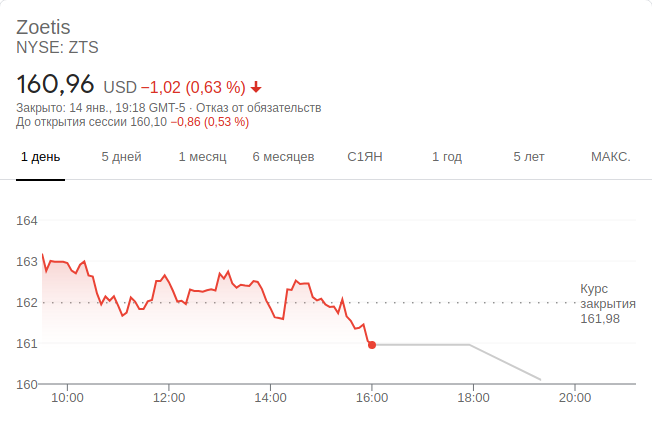 Zoetis
NYSE: ZTS
160,96 USD −1,02 (0,63 %)
Закрыто: 14 янв., 19:18 GMT-5 · Отказ от обязательств
До открытия сессии 160,10 −0,86 (0,53 %)
1 день 5 дней 1 месяц 6 месяцев С1ЯН 1 год 5 лет МАКС.
164
163
162
161
160
Курс
закрытия
161,98
10:00 12:00 14:00 16:00 18:00 20:00